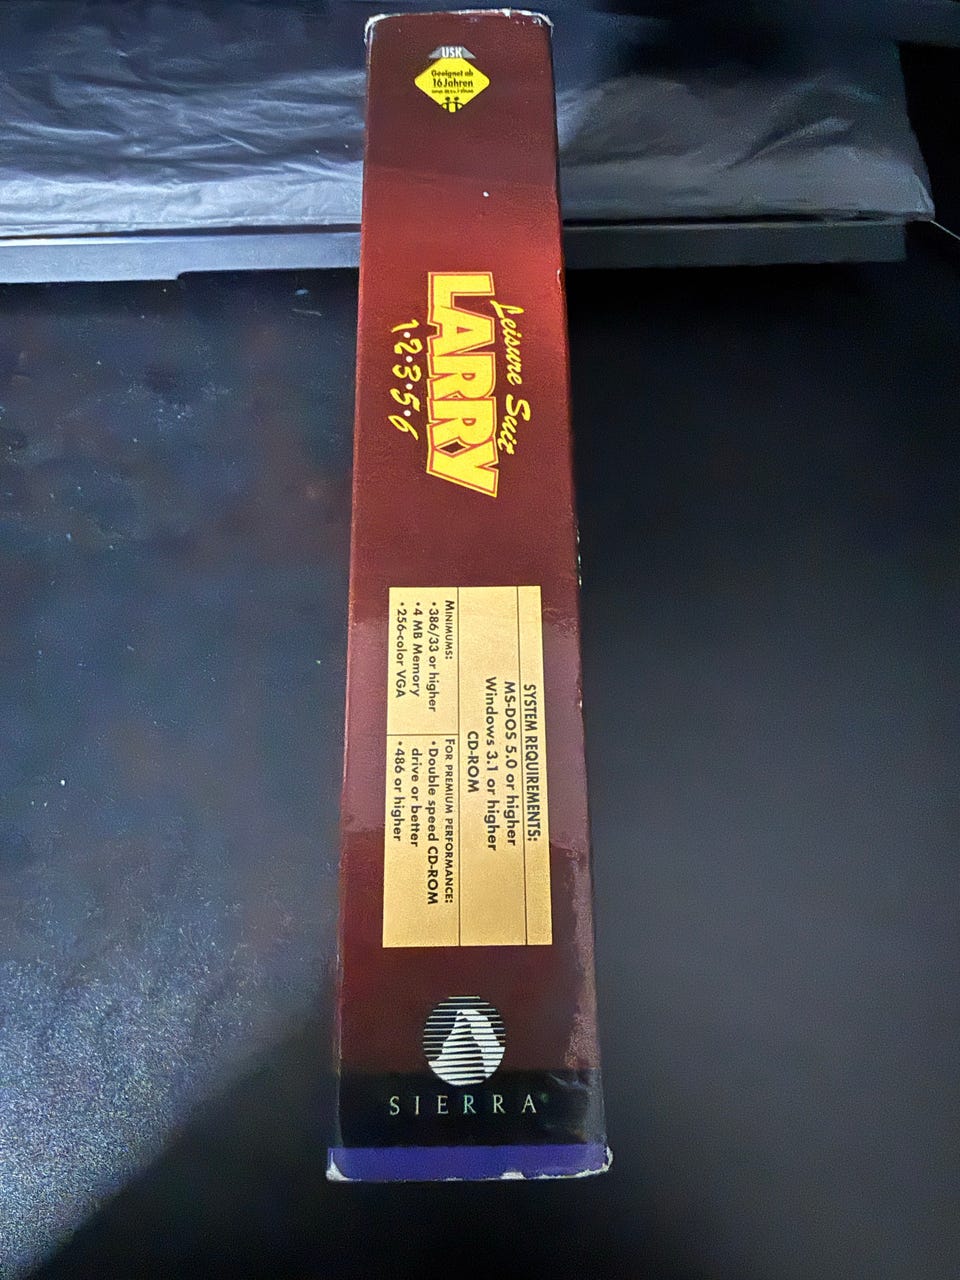 USK
Geeignet ab
16 Jahren
Leisure Suit
LARRY
1•2•3•5•6
SYSTEM REQUIREMENTS:
MS-DOS 5.0 or higher
Windows 3.1 or higher
CD-ROM
MINIMUMS:
•386/33 or higher
•4 MB Memory
•256-color VGA
FOR PREMIUM PERFORMANCE:
•Double speed CD-ROM
drive or better
•486 or higher
SIERRA®